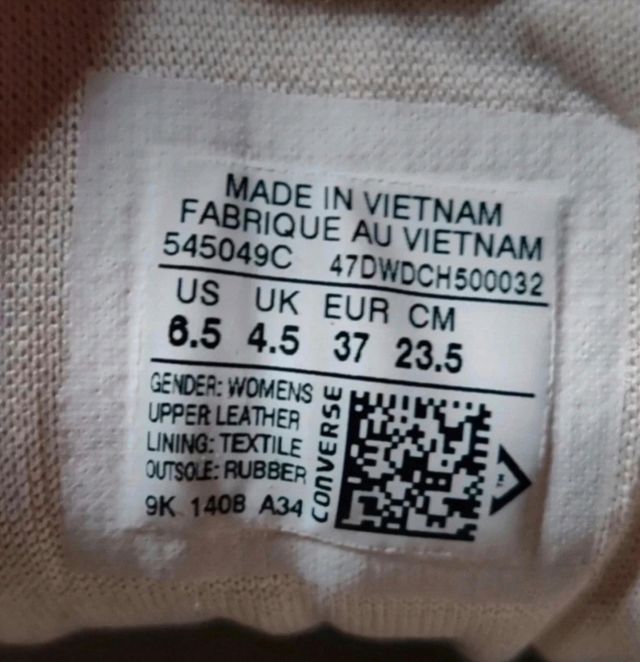 MADE IN VIETNAM
FABRIQUE AU VIETNAM
545049C 47DWDCH500032
US UK EUR CM
6.5 4.5 37 23.5
GENDER: WOMENS
UPPER LEATHER
LINING: TEXTILE
OUTSOLE: RUBBER
9K 1408 A34
CONVERSE
TM